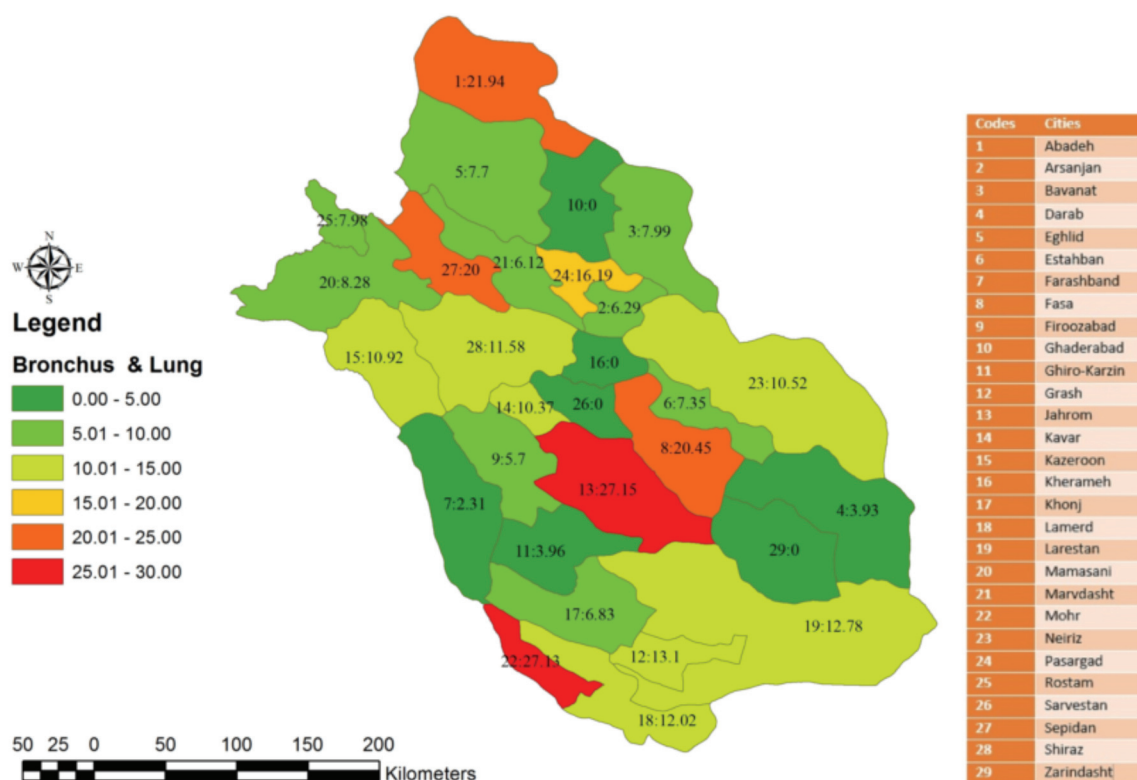 1:21.94
5:7.7
10:0
3:7.99
25:7.98
27:20
21:6.12
24:16.19
20:8.28
2:6.29
15:10.92
28:11.58
16:0
23:10.52
14:10.37
26:0
6:7.35
8:20.45
9:5.7
13:27.15
7:2.31
4:3.93
11:3.96
29:0
17:6.83
19:12.78
22:27.13
12:13.1
18:12.02
N
W E
S
Legend
Bronchus & Lung
0.00 - 5.00
5.01 - 10.00
10.01 - 15.00
15.01 - 20.00
20.01 - 25.00
25.01 - 30.00
50 25 0 50 100 150 200
Kilometers
Codes Cities
1 Abadeh
2 Arsanjan
3 Bavanat
4 Darab
5 Eghlid
6 Estahban
7 Farashband
8 Fasa
9 Firoozabad
10 Ghaderabad
11 Ghiro-Karzin
12 Grash
13 Jahrom
14 Kavar
15 Kazeroon
16 Kherameh
17 Khonj
18 Lamerd
19 Larestan
20 Mamasani
21 Marvdasht
22 Mohr
23 Neiriz
24 Pasargad
25 Rostam
26 Sarvestan
27 Sepidan
28 Shiraz
29 Zarindasht